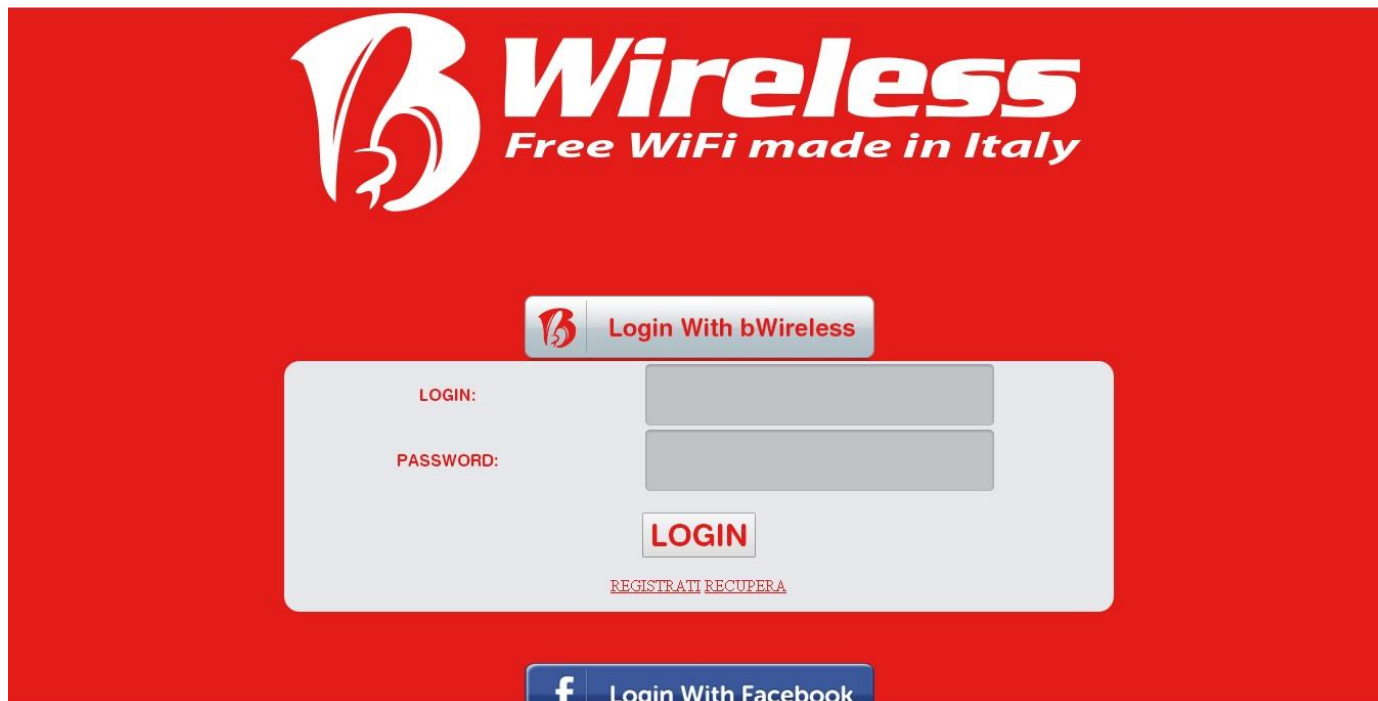 B Wireless
Free WiFi made in Italy
Login With bWireless
LOGIN:
PASSWORD:
LOGIN
REGISTRATI RECUPERA
f Login With Facebook